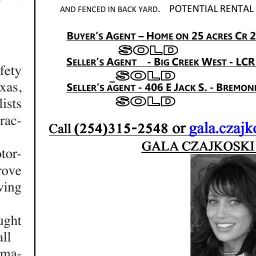 AND FENCED IN BACK YARD. POTENTIAL RENTAL
BUYER'S AGENT – HOME ON 25 ACRES CR 2
SOLD
SELLER'S AGENT - BIG CREEK WEST - LCR
SOLD
SELLER'S AGENT - 406 E JACK S. - BREMON
SOLD
Call (254)315-2548 or gala.czajko
GALA CZAJKOSKI
fety
xas,
lists
rac-
tor-
rove
ving
ught
all
ma-